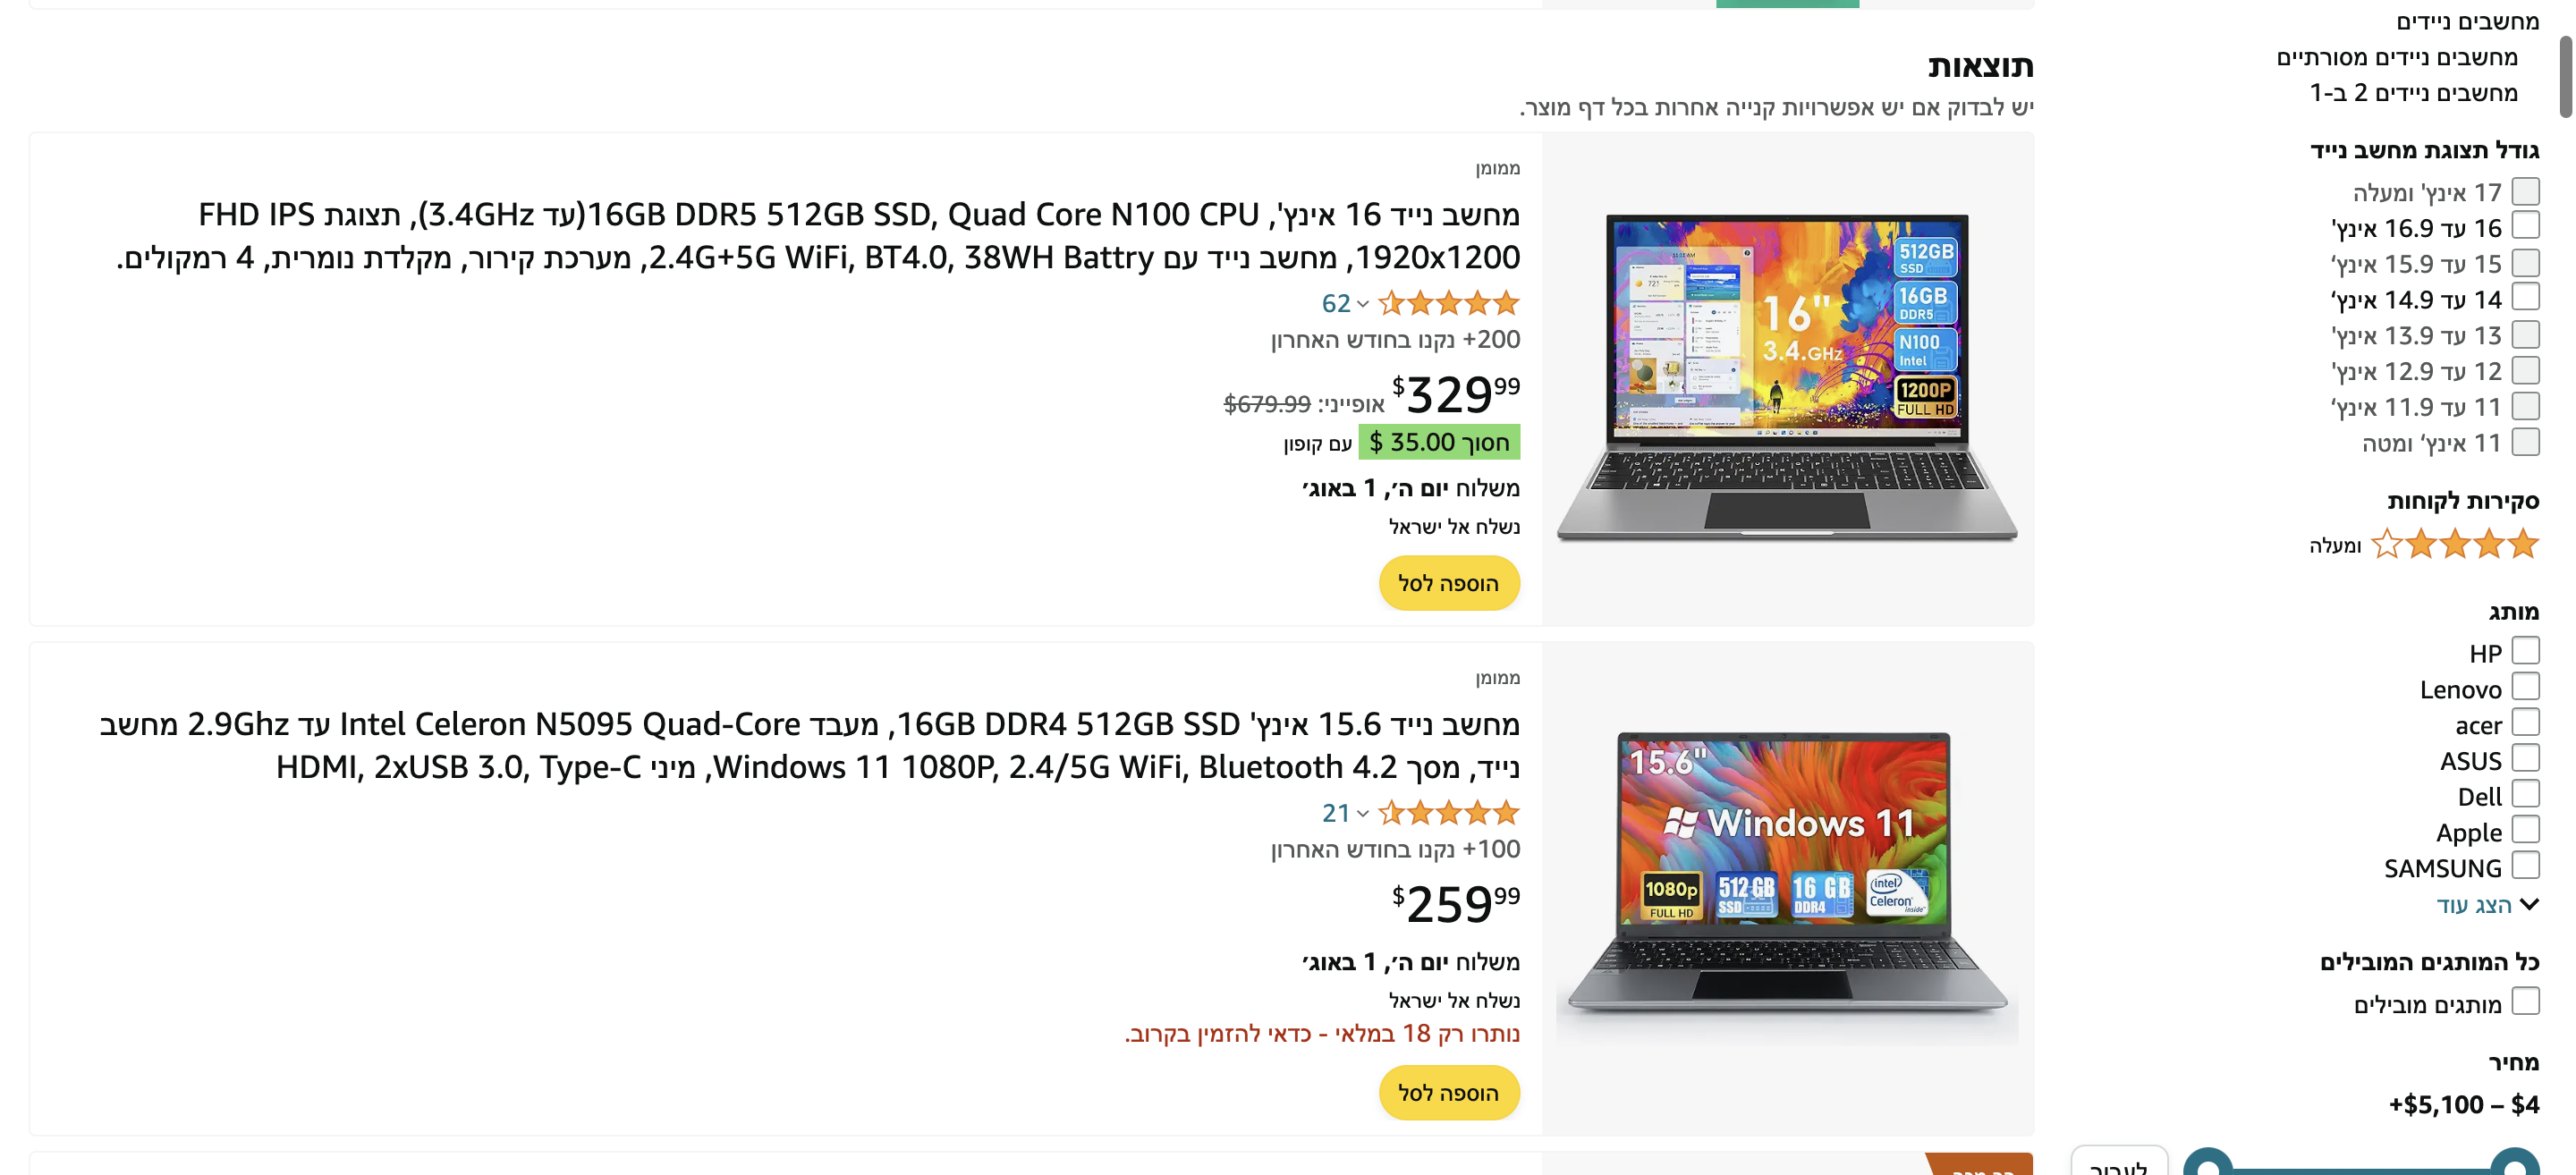 תוצאות
יש לבדוק אם יש אפשרויות קנייה אחרות בכל דף מוצר.
ממומן
מחשב נייד 16 אינץ', 16GB DDR5 512GB SSD, Quad Core N100 CPU(עד 3.4GHz), תצוגת FHD IPS
1920x1200, מחשב נייד עם 2.4G+5G WiFi, BT4.0, 38WH Battry, מערכת קירור, מקלדת נומרית, 4 רמקולים.
62
200+ נקנו בחודש האחרון
$329.99 אופייני: $679.99
חסוך 35.00 $ עם קופון
משלוח יום ה׳, 1 באוג׳
נשלח אל ישראל
הוספה לסל
512GB
SSD
16GB
DDR5
N100
Intel
1200P
FULL HD
16"
3.4.GHz
ממומן
מחשב נייד 15.6 אינץ' 16GB DDR4 512GB SSD, מעבד Intel Celeron N5095 Quad-Core עד 2.9Ghz מחשב
נייד, מסך Windows 11 1080P, 2.4/5G WiFi, Bluetooth 4.2, מיני HDMI, 2xUSB 3.0, Type-C
21
100+ נקנו בחודש האחרון
$259.99
משלוח יום ה׳, 1 באוג׳
נשלח אל ישראל
נותרו רק 18 במלאי - כדאי להזמין בקרוב.
הוספה לסל
15.6"
Windows 11
1080p
FULL HD
512 GB
SSD
16 GB
DDR4
intel
Celeron
inside
מחשבים ניידים
מחשבים ניידים מסורתיים
מחשבים ניידים 2 ב-1
גודל תצוגת מחשב נייד
17 אינץ' ומעלה
16 עד 16.9 אינץ'
15 עד 15.9 אינץ‘
14 עד 14.9 אינץ‘
13 עד 13.9 אינץ'
12 עד 12.9 אינץ'
11 עד 11.9 אינץ‘
11 אינץ‘ ומטה
סקירות לקוחות
ומעלה
מותג
HP
Lenovo
acer
ASUS
Dell
Apple
SAMSUNG
הצג עוד
כל המותגים המובילים
מותגים מובילים
מחיר
$4 – $5,100+